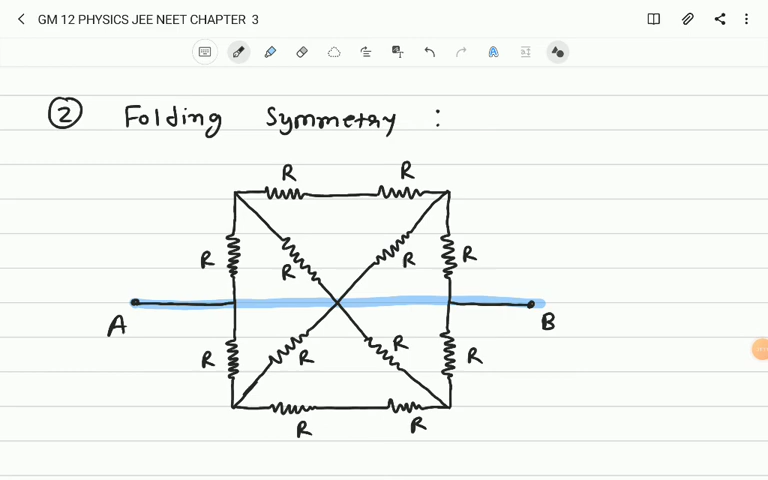 GM 12 PHYSICS JEE NEET CHAPTER 3
② Folding Symmetry :
R R
R R R R
A B
R R R R
R R